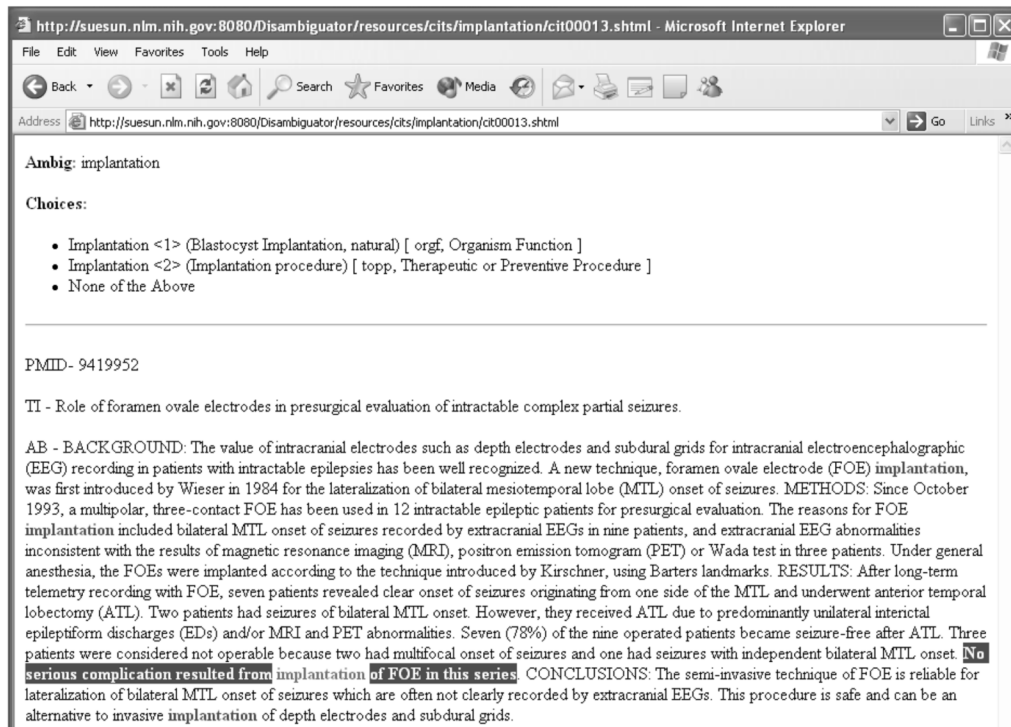 http://suesun.nlm.nih.gov:8080/Disambiguator/resources/cits/implantation/cit00013.shtml - Microsoft Internet Explorer
File Edit View Favorites Tools Help
Back Search Favorites Media
Address http://suesun.nlm.nih.gov:8080/Disambiguator/resources/cits/implantation/cit00013.shtml Go Links »
Ambig: implantation
Choices:
• Implantation <1> (Blastocyst Implantation, natural) [ orgf, Organism Function ]
• Implantation <2> (Implantation procedure) [ topp, Therapeutic or Preventive Procedure ]
• None of the Above
PMID- 9419952
TI - Role of foramen ovale electrodes in presurgical evaluation of intractable complex partial seizures.
AB - BACKGROUND: The value of intracranial electrodes such as depth electrodes and subdural grids for intracranial electroencephalographic
(EEG) recording in patients with intractable epilepsies has been well recognized. A new technique, foramen ovale electrode (FOE) implantation,
was first introduced by Wieser in 1984 for the lateralization of bilateral mesiotemporal lobe (MTL) onset of seizures. METHODS: Since October
1993, a multipolar, three-contact FOE has been used in 12 intractable epileptic patients for presurgical evaluation. The reasons for FOE
implantation included bilateral MTL onset of seizures recorded by extracranial EEGs in nine patients, and extracranial EEG abnormalities
inconsistent with the results of magnetic resonance imaging (MRI), positron emission tomogram (PET) or Wada test in three patients. Under general
anesthesia, the FOEs were implanted according to the technique introduced by Kirschner, using Barters landmarks. RESULTS: After long-term
telemetry recording with FOE, seven patients revealed clear onset of seizures originating from one side of the MTL and underwent anterior temporal
lobectomy (ATL). Two patients had seizures of bilateral MTL onset. However, they received ATL due to predominantly unilateral interictal
epileptiform discharges (EDs) and/or MRI and PET abnormalities. Seven (78%) of the nine operated patients became seizure-free after ATL. Three
patients were considered not operable because two had multifocal onset of seizures and one had seizures with independent bilateral MTL onset. No
serious complication resulted from implantation of FOE in this series. CONCLUSIONS: The semi-invasive technique of FOE is reliable for
lateralization of bilateral MTL onset of seizures which are often not clearly recorded by extracranial EEGs. This procedure is safe and can be an
alternative to invasive implantation of depth electrodes and subdural grids.